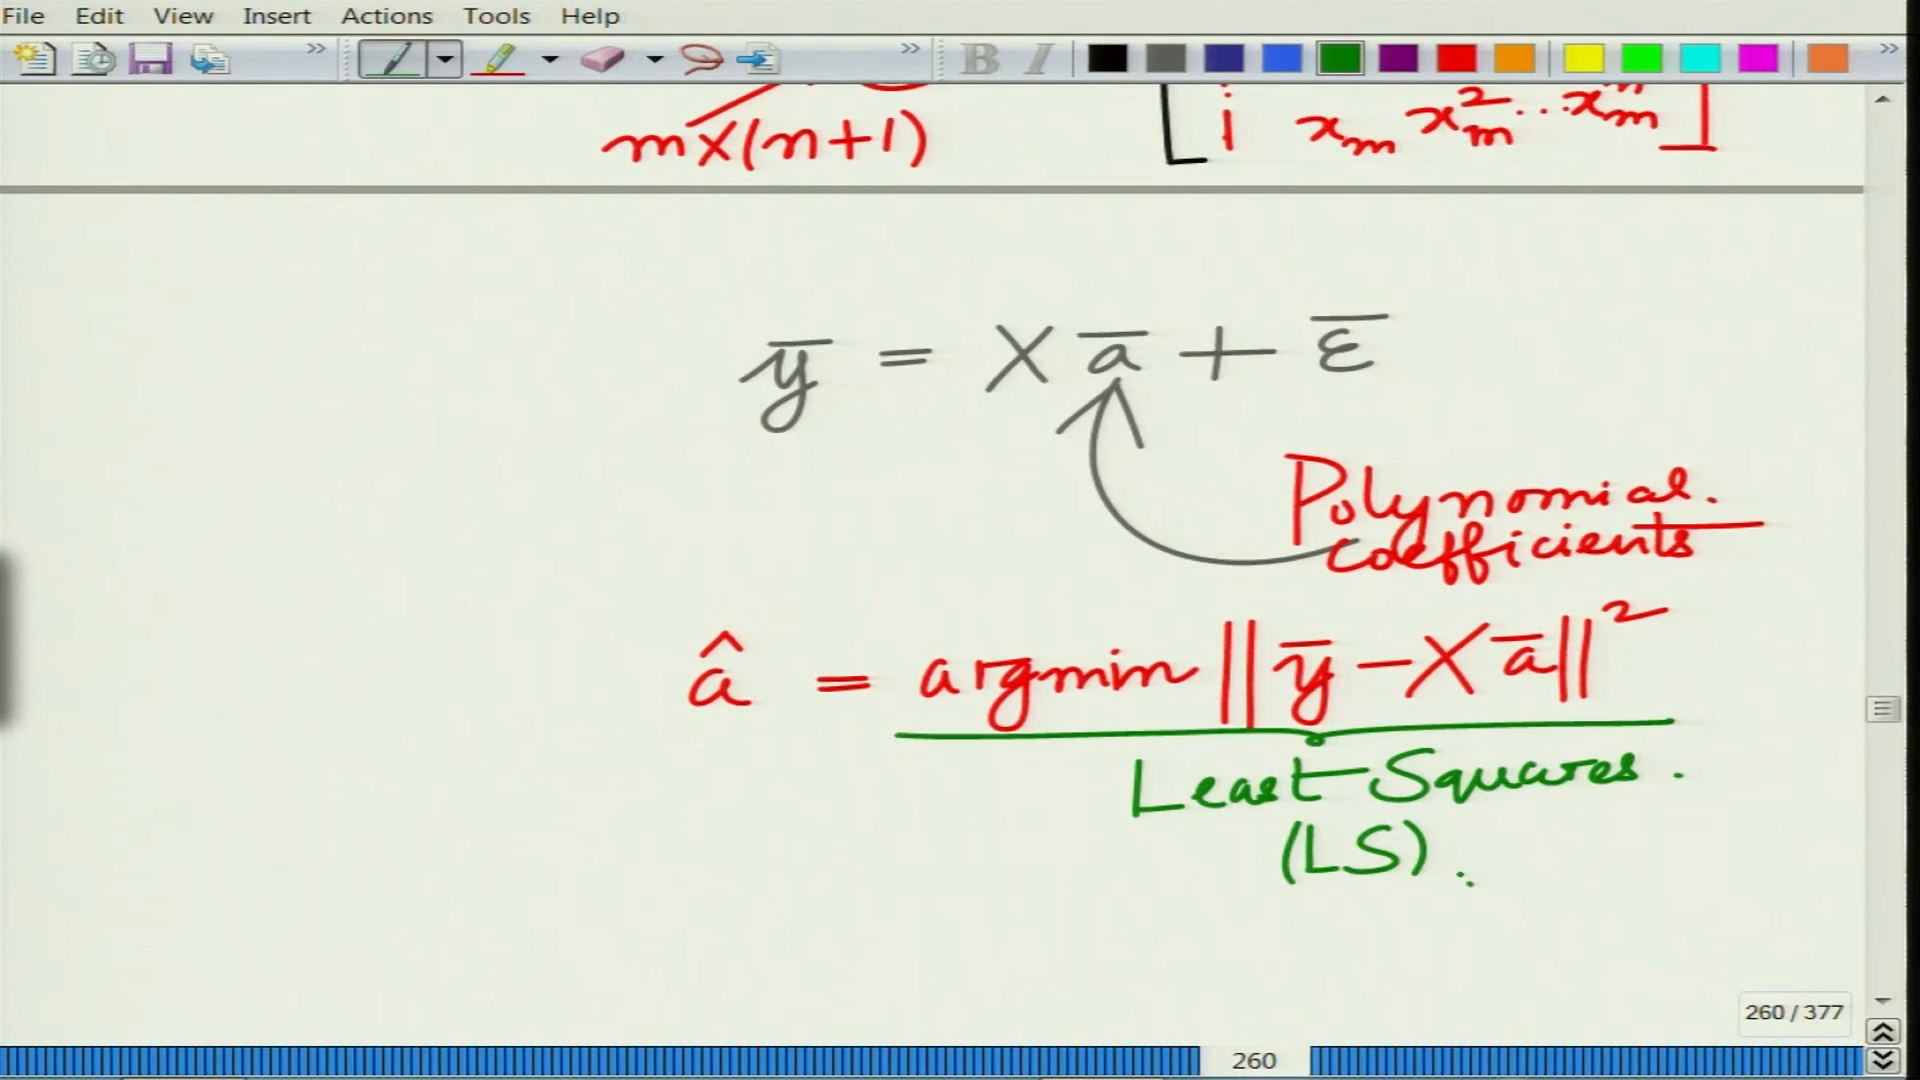 File Edit View Insert Actions Tools Help
B I
m×(n+1) [ 1 xₘ xₘ² ... xₘⁿ ]
ȳ = X ā + ε̄
Polynomial.
coefficients
â = argmin ||ȳ − X ā||²
Least Squares.
(LS).
260 / 377
260